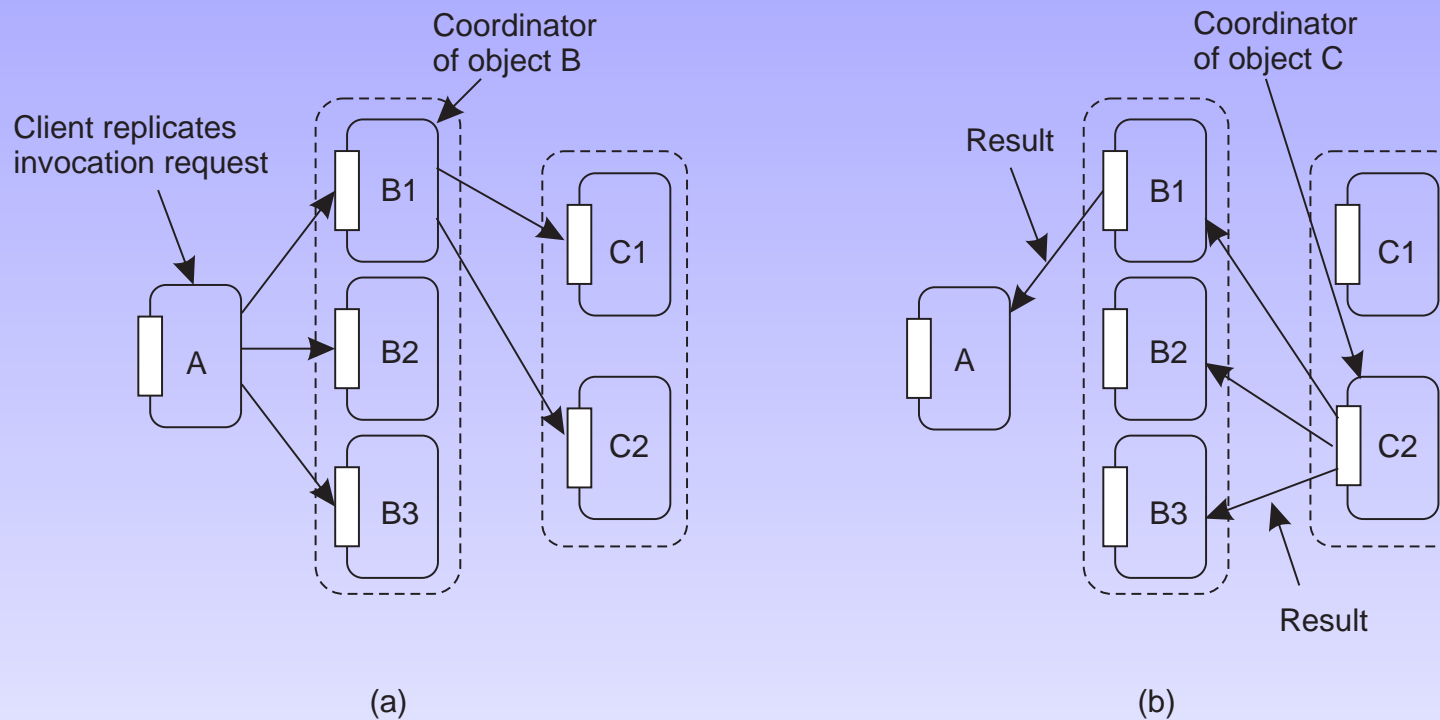 Coordinator
of object B
Client replicates
invocation request
B1
C1
A
B2
C2
B3
(a)
Coordinator
of object C
Result
B1
C1
A
B2
C2
B3
Result
(b)